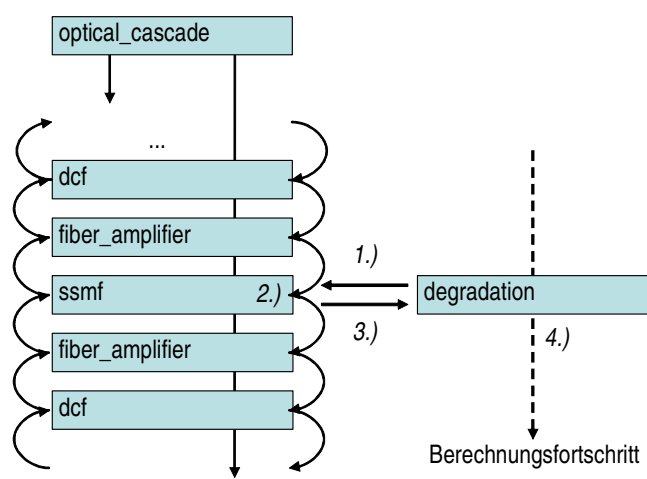 optical_cascade
...
dcf
fiber_amplifier
1.)
ssmf
2.)
degradation
3.)
fiber_amplifier
4.)
dcf
Berechnungsfortschritt